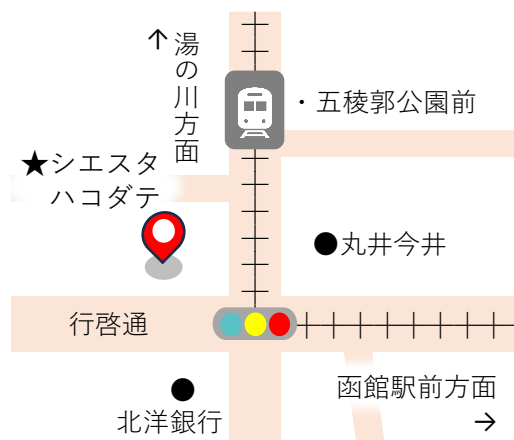 ↑湯の川方面
・五稜郭公園前
★シエスタ
ハコダテ
●丸井今井
行啓通
●
北洋銀行
函館駅前方面
→